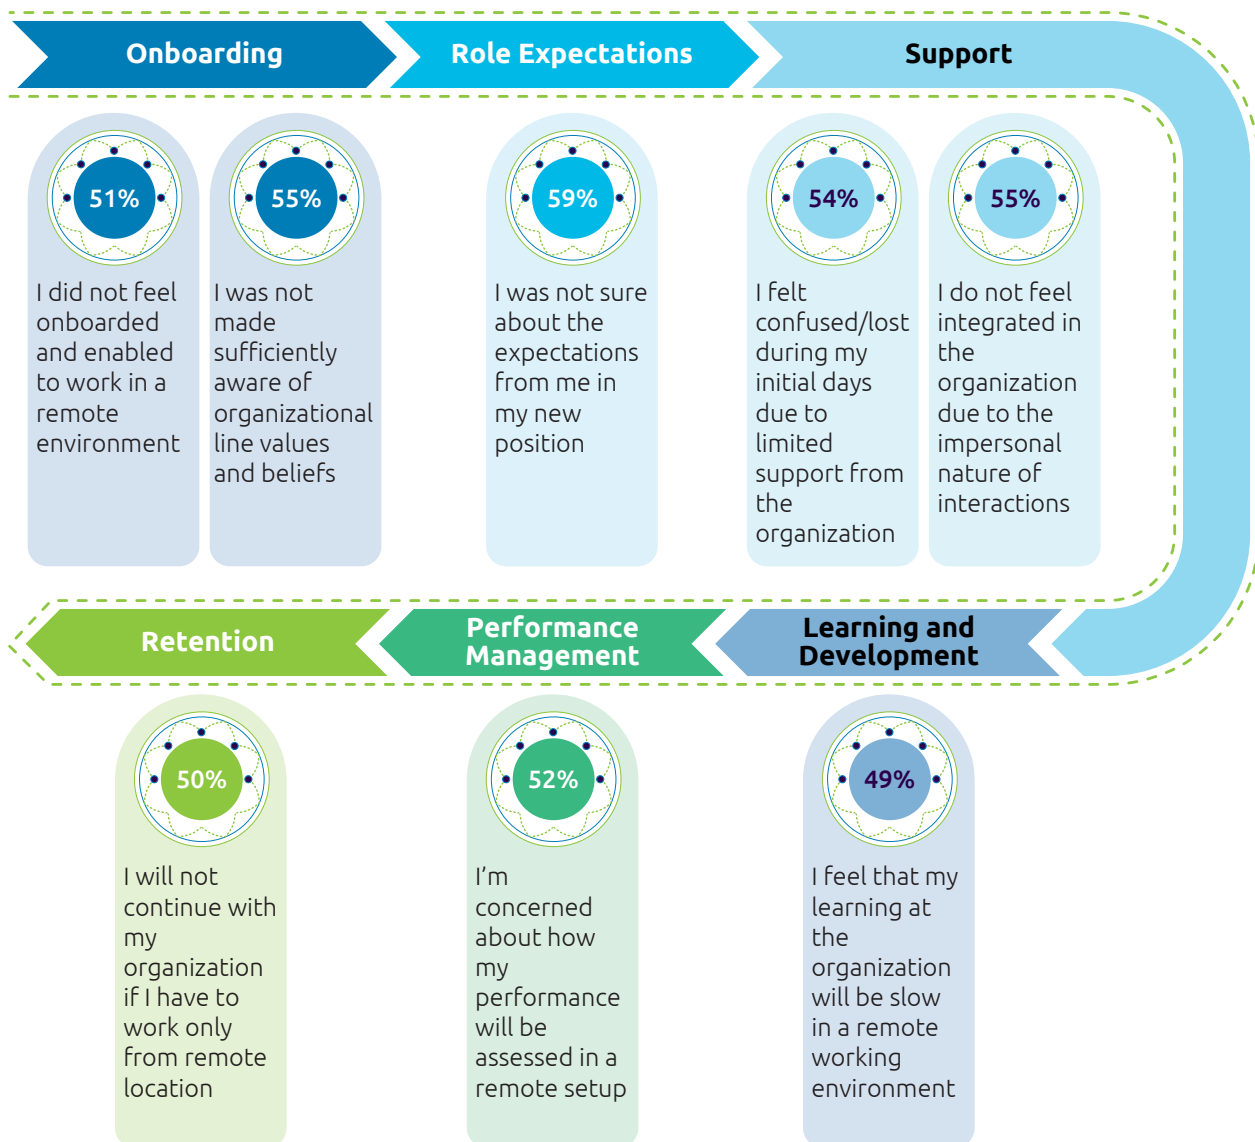 Onboarding
Role Expectations
Support
51%
I did not feel
onboarded
and enabled
to work in a
remote
environment
55%
I was not
made
sufficiently
aware of
organizational
line values
and beliefs
59%
I was not sure
about the
expectations
from me in
my new
position
54%
I felt
confused/lost
during my
initial days
due to
limited
support from
the
organization
55%
I do not feel
integrated in
the
organization
due to the
impersonal
nature of
interactions
Retention
Performance
Management
Learning and
Development
50%
I will not
continue with
my
organization
if I have to
work only
from remote
location
52%
I’m
concerned
about how
my
performance
will be
assessed in a
remote setup
49%
I feel that my
learning at
the
organization
will be slow
in a remote
working
environment